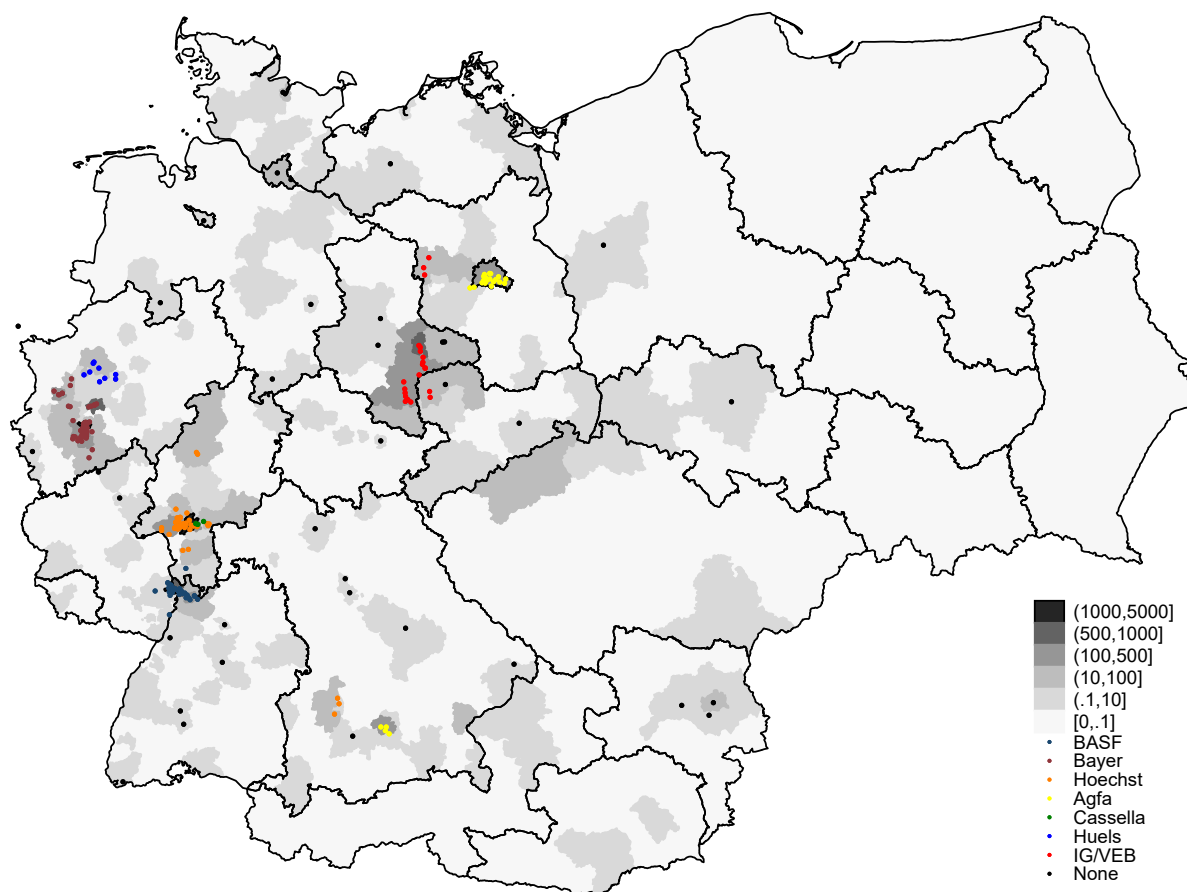 (1000,5000]
(500,1000]
(100,500]
(10,100]
(.1,10]
[0,.1]
BASF
Bayer
Hoechst
Agfa
Cassella
Huels
IG/VEB
None